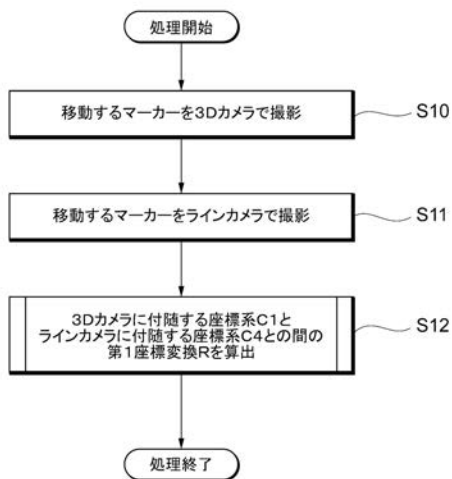 処理開始
移動するマーカーを3Dカメラで撮影
S10
移動するマーカーをラインカメラで撮影
S11
3Dカメラに付随する座標系C1と
ラインカメラに付随する座標系C4との間の
第1座標変換Rを算出
S12
処理終了